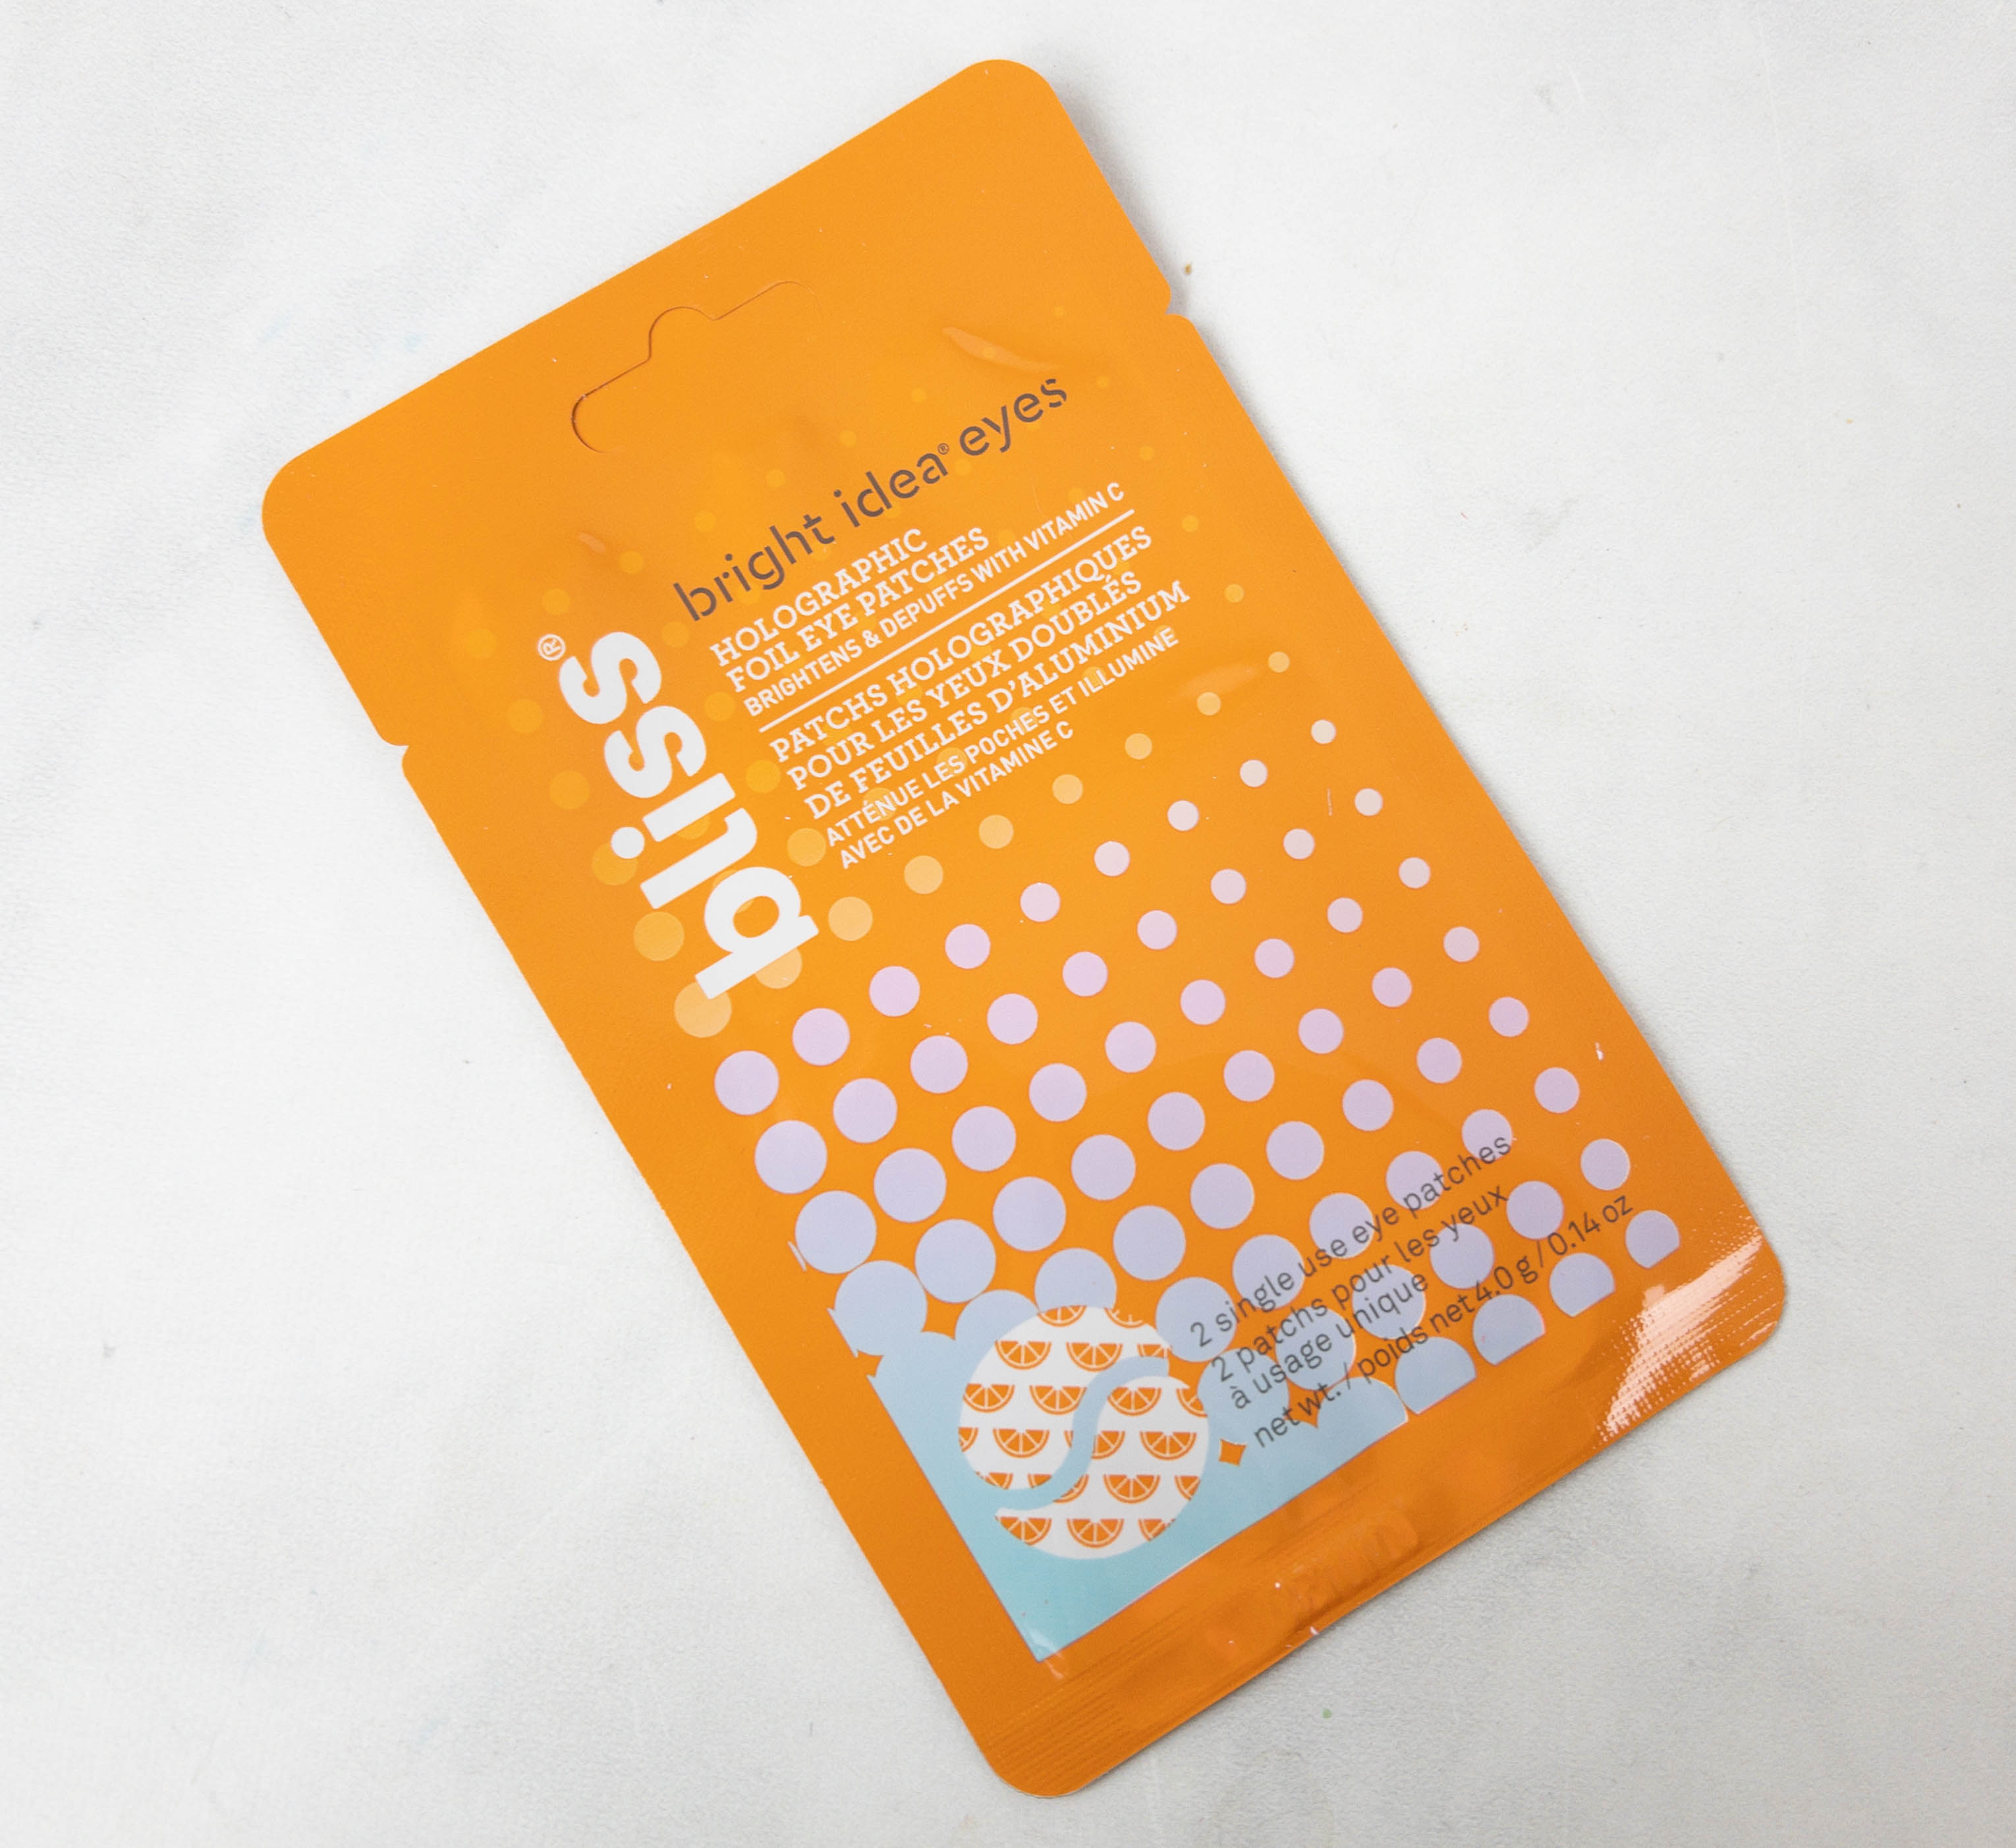 bliss®
bright idea® eyes
HOLOGRAPHIC
FOIL EYE PATCHES
BRIGHTENS & DEPUFFS WITH VITAMIN C
PATCHS HOLOGRAPHIQUES
POUR LES YEUX DOUBLÉS
DE FEUILLES D'ALUMINIUM
ATTÉNUE LES POCHES ET ILLUMINE
AVEC DE LA VITAMINE C
2 single use eye patches
2 patchs pour les yeux
à usage unique
net wt. / poids net 4.0 g / 0.14 oz